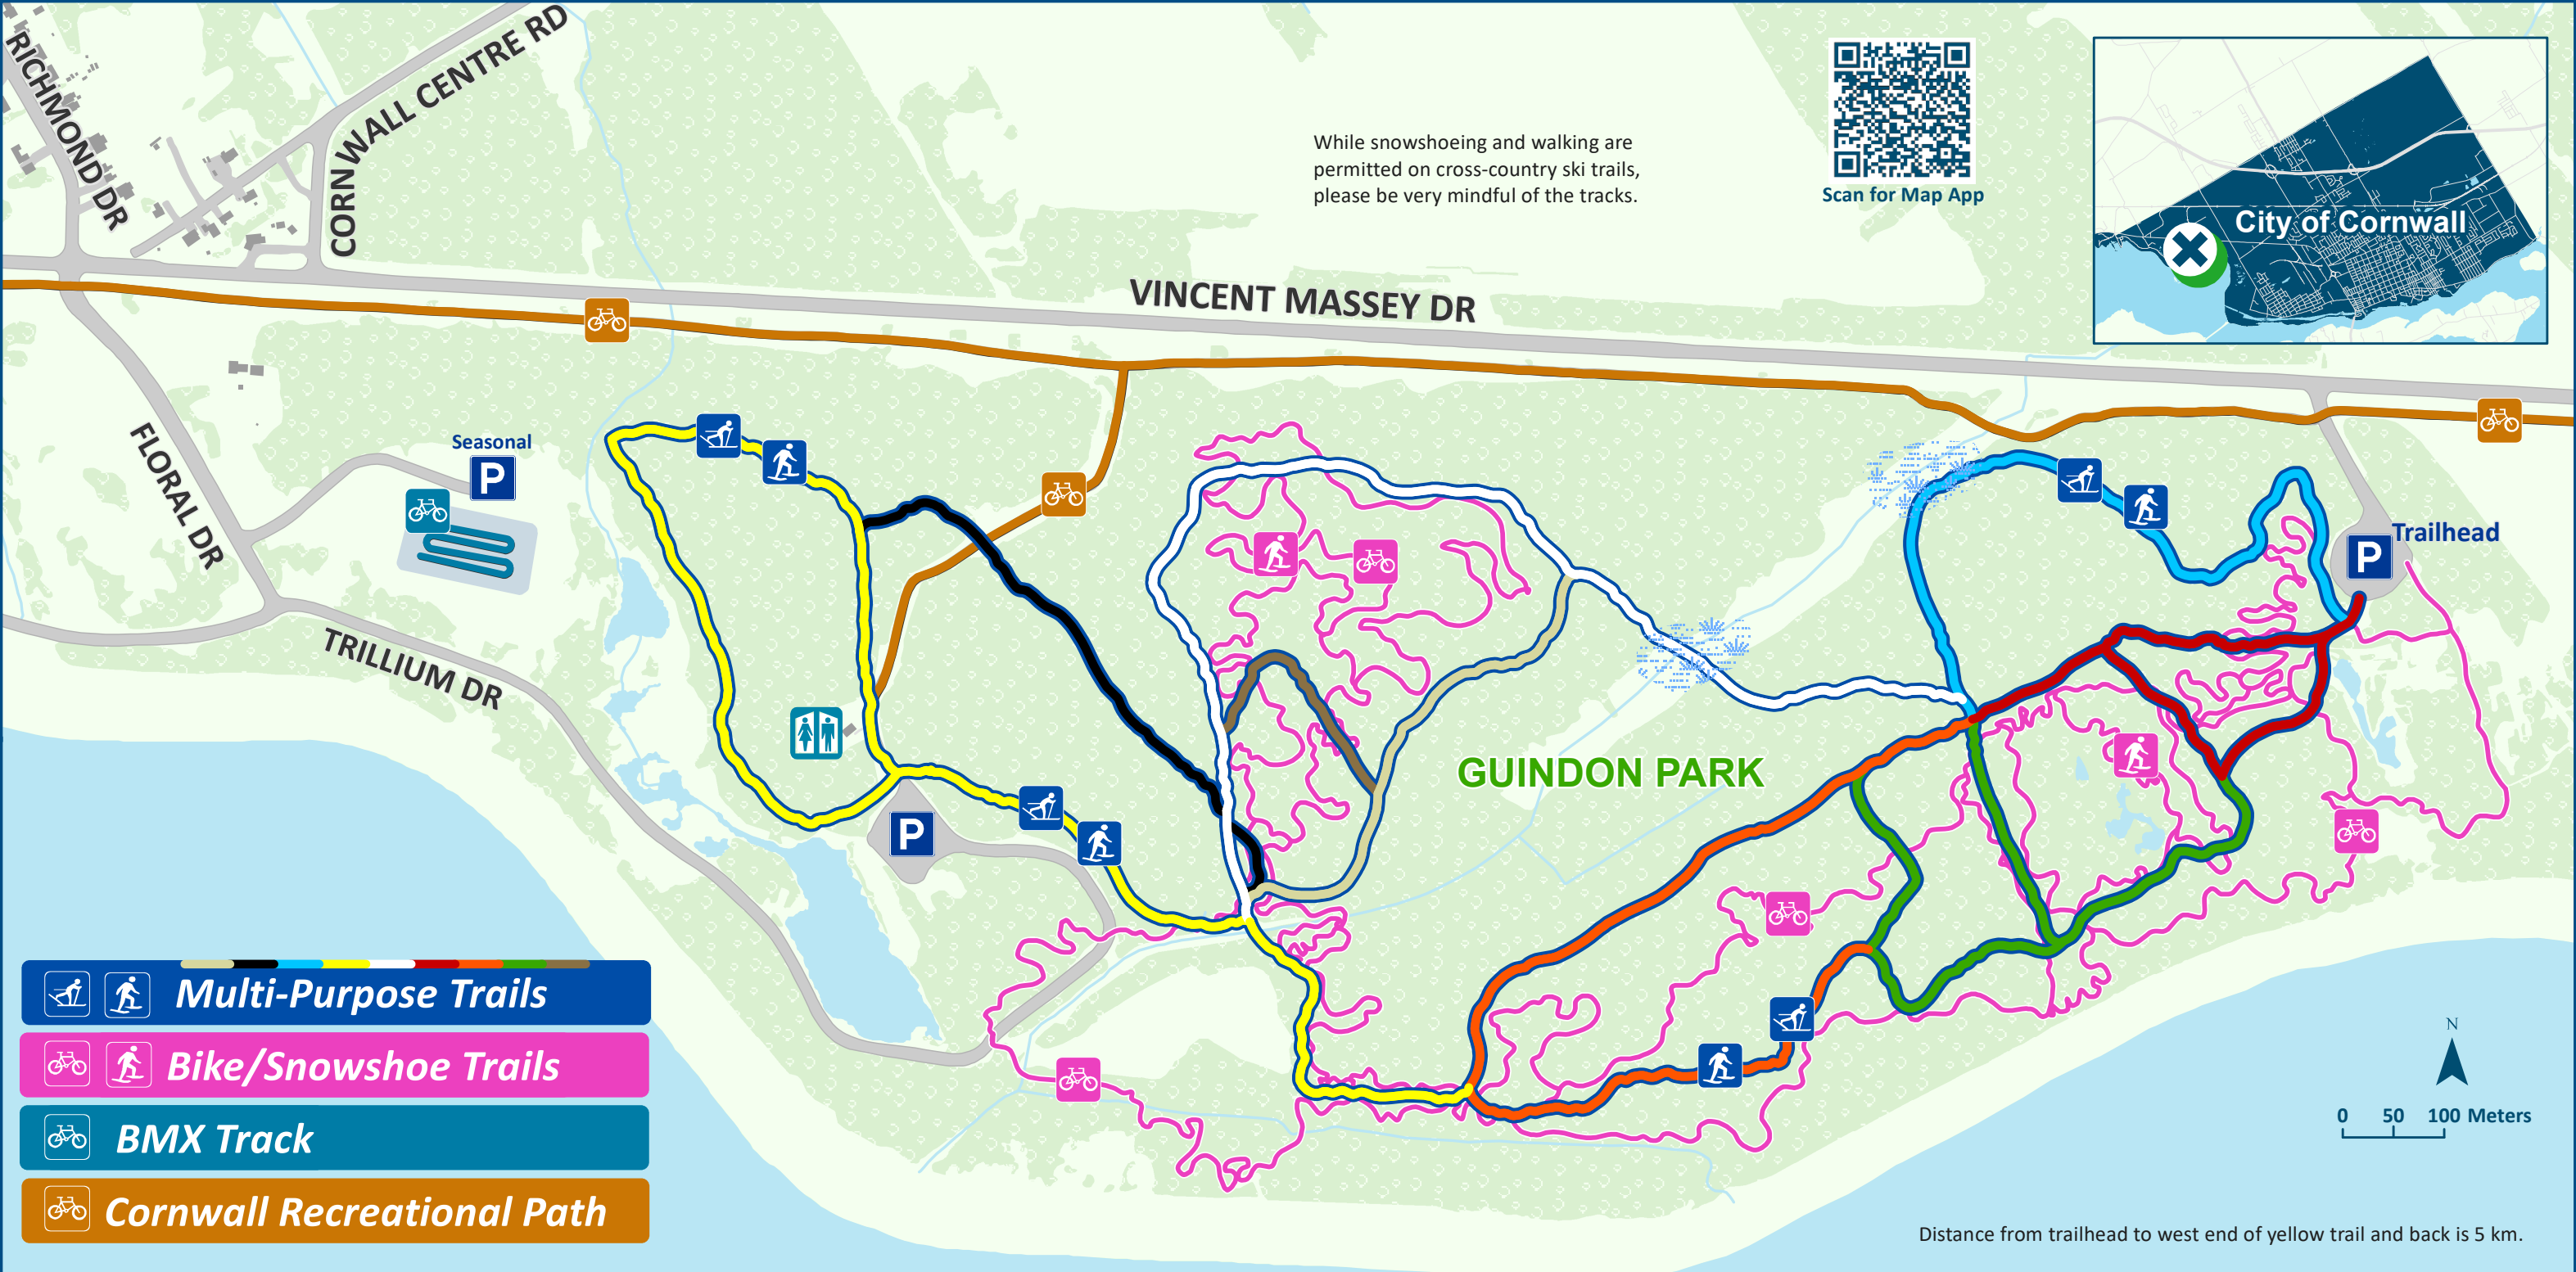 RICHMOND DR
CORNWALL CENTRE RD
While snowshoeing and walking are
permitted on cross-country ski trails,
please be very mindful of the tracks.
Scan for Map App
City of Cornwall
VINCENT MASSEY DR
FLORAL DR
Seasonal
P
TRILLIUM DR
Trailhead
P
GUINDON PARK
P
Multi-Purpose Trails
Bike/Snowshoe Trails
BMX Track
Cornwall Recreational Path
N
0 50 100 Meters
Distance from trailhead to west end of yellow trail and back is 5 km.